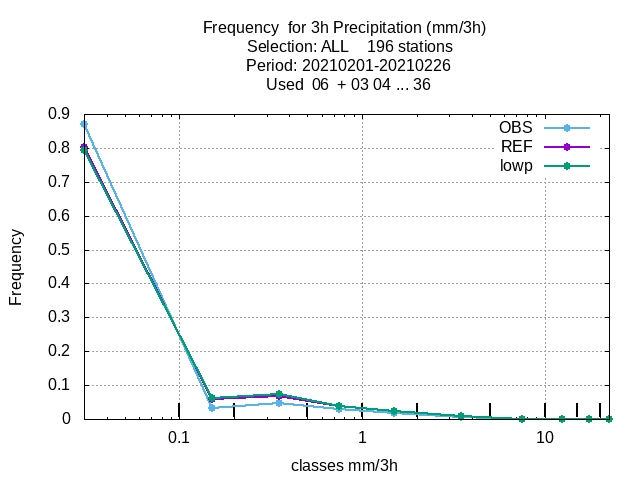 Frequency  for 3h Precipitation (mm/3h)
Selection: ALL    196 stations
Period: 20210201-20210226
Used  06  + 03 04 ... 36
OBS
REF
lowp
0.9
0.8
0.7
0.6
0.5
0.4
0.3
0.2
0.1
0
Frequency
0.1 1 10
classes mm/3h